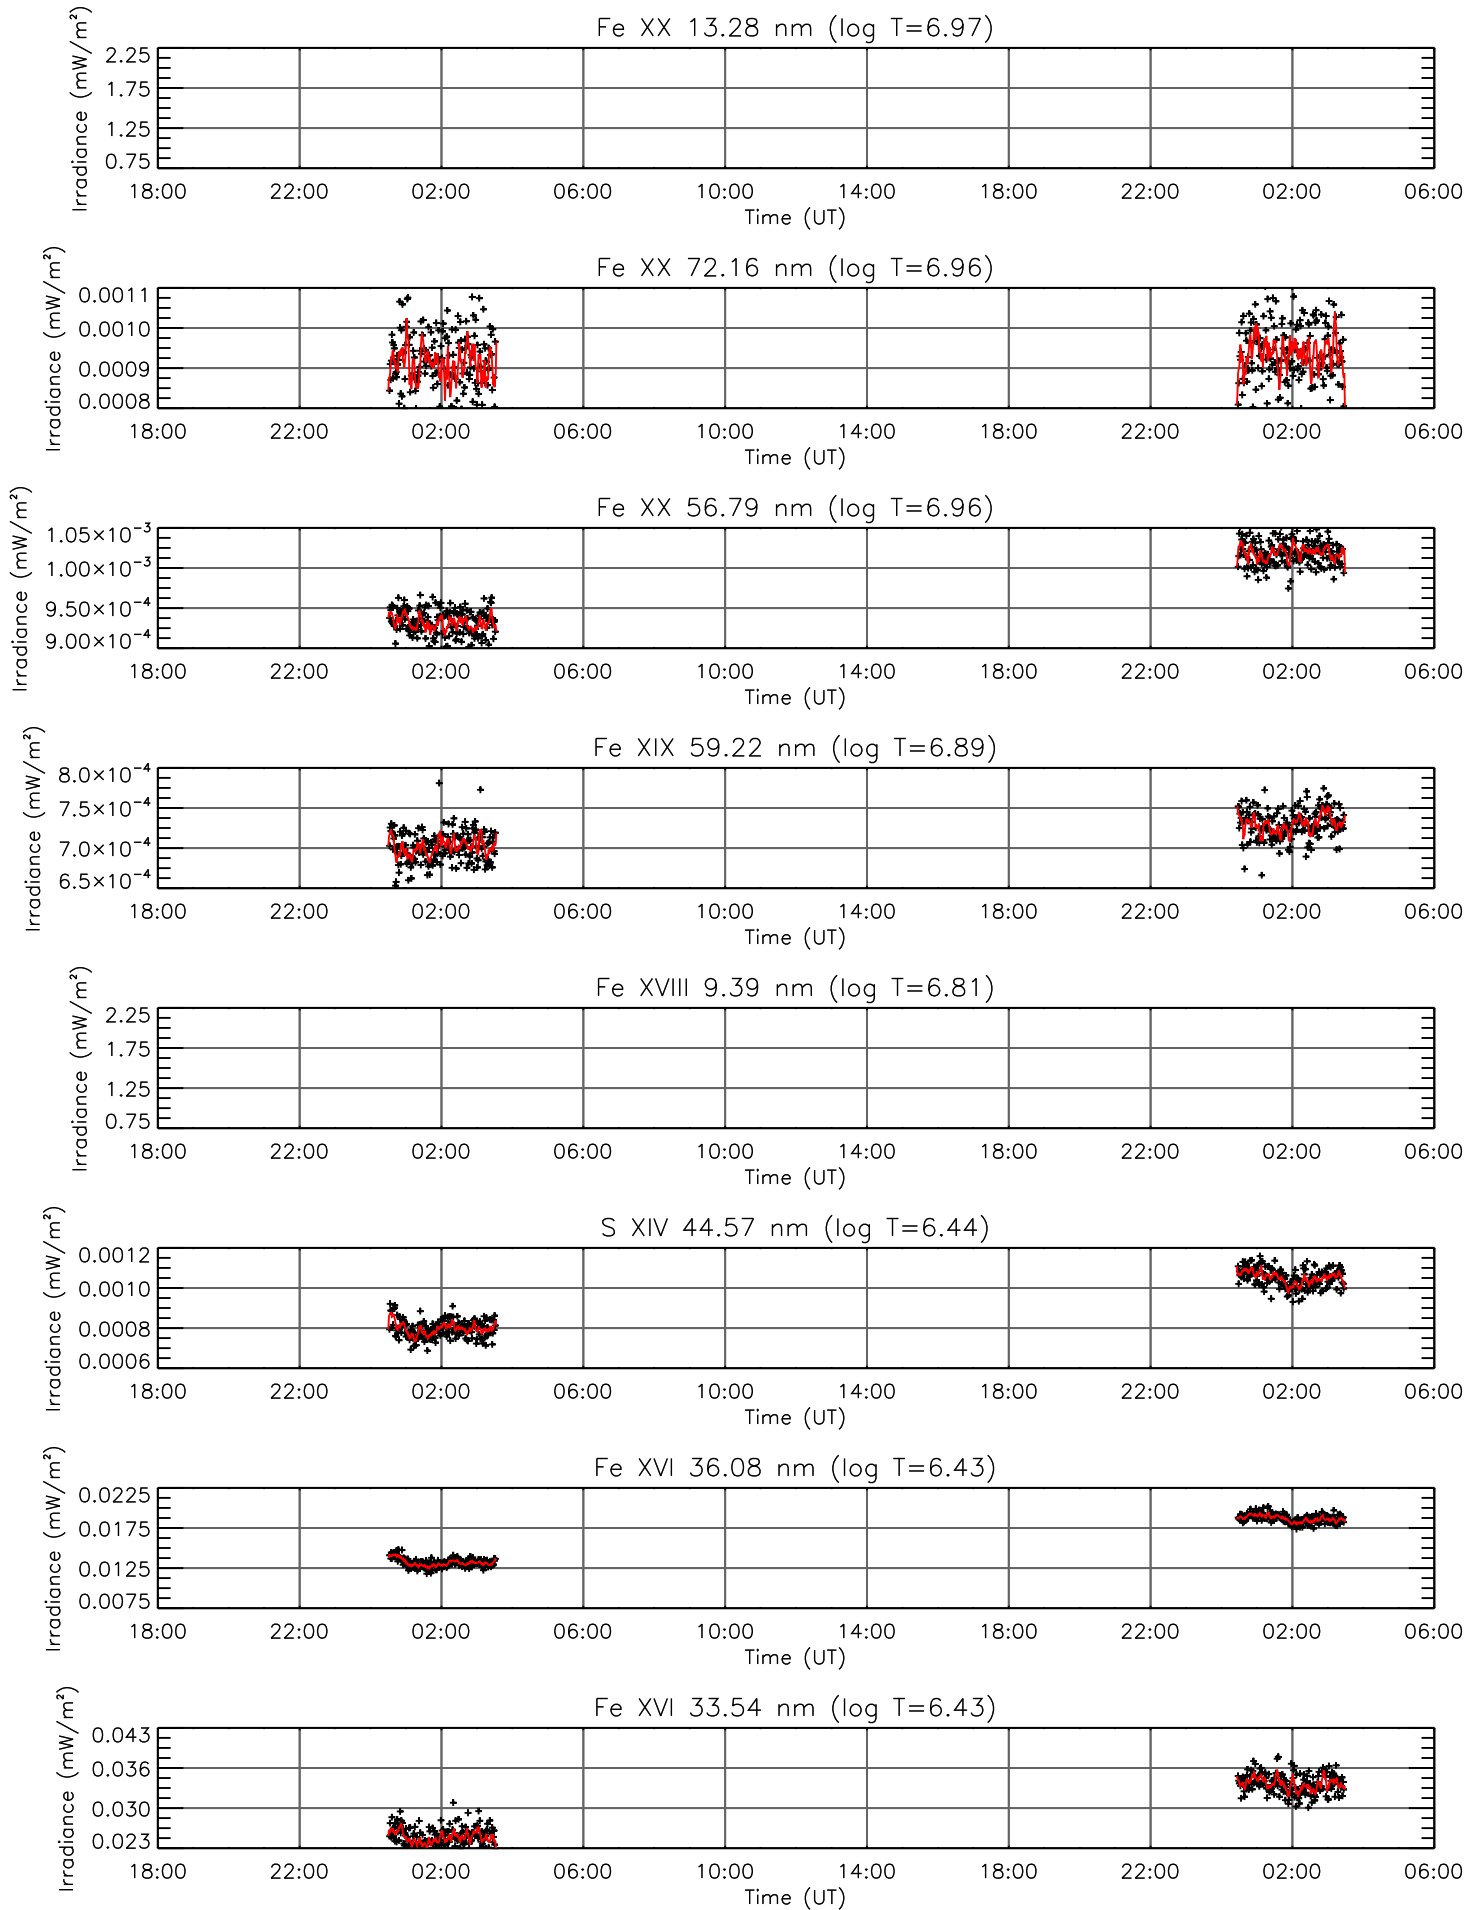 Fe XX 13.28 nm (log T=6.97)
Irradiance (mW/m²)
2.25
1.75
1.25
0.75
18:00 22:00 02:00 06:00 10:00 14:00 18:00 22:00 02:00 06:00
Time (UT)
Fe XX 72.16 nm (log T=6.96)
Irradiance (mW/m²)
0.0011
0.0010
0.0009
0.0008
18:00 22:00 02:00 06:00 10:00 14:00 18:00 22:00 02:00 06:00
Time (UT)
Fe XX 56.79 nm (log T=6.96)
Irradiance (mW/m²)
1.05×10⁻³
1.00×10⁻³
9.50×10⁻⁴
9.00×10⁻⁴
18:00 22:00 02:00 06:00 10:00 14:00 18:00 22:00 02:00 06:00
Time (UT)
Fe XIX 59.22 nm (log T=6.89)
Irradiance (mW/m²)
8.0×10⁻⁴
7.5×10⁻⁴
7.0×10⁻⁴
6.5×10⁻⁴
18:00 22:00 02:00 06:00 10:00 14:00 18:00 22:00 02:00 06:00
Time (UT)
Fe XVIII 9.39 nm (log T=6.81)
Irradiance (mW/m²)
2.25
1.75
1.25
0.75
18:00 22:00 02:00 06:00 10:00 14:00 18:00 22:00 02:00 06:00
Time (UT)
S XIV 44.57 nm (log T=6.44)
Irradiance (mW/m²)
0.0012
0.0010
0.0008
0.0006
18:00 22:00 02:00 06:00 10:00 14:00 18:00 22:00 02:00 06:00
Time (UT)
Fe XVI 36.08 nm (log T=6.43)
Irradiance (mW/m²)
0.0225
0.0175
0.0125
0.0075
18:00 22:00 02:00 06:00 10:00 14:00 18:00 22:00 02:00 06:00
Time (UT)
Fe XVI 33.54 nm (log T=6.43)
Irradiance (mW/m²)
0.043
0.036
0.030
0.023
18:00 22:00 02:00 06:00 10:00 14:00 18:00 22:00 02:00 06:00
Time (UT)